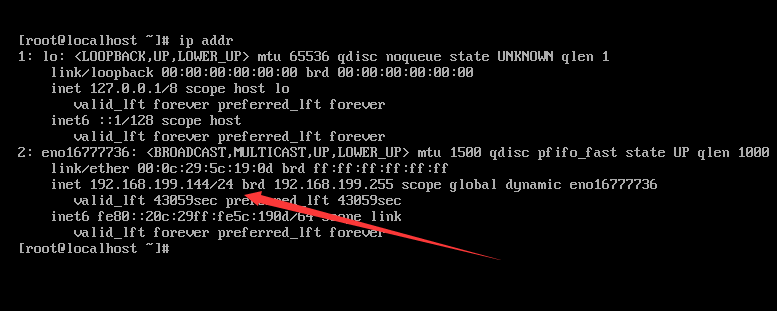 [root@localhost ~]# ip addr
1: lo: <LOOPBACK,UP,LOWER_UP> mtu 65536 qdisc noqueue state UNKNOWN qlen 1
link/loopback 00:00:00:00:00:00 brd 00:00:00:00:00:00
inet 127.0.0.1/8 scope host lo
valid_lft forever preferred_lft forever
inet6 ::1/128 scope host
valid_lft forever preferred_lft forever
2: eno16777736: <BROADCAST,MULTICAST,UP,LOWER_UP> mtu 1500 qdisc pfifo_fast state UP qlen 1000
link/ether 00:0c:29:5c:19:0d brd ff:ff:ff:ff:ff:ff
inet 192.168.199.144/24 brd 192.168.199.255 scope global dynamic eno16777736
valid_lft 43059sec preferred_lft 43059sec
inet6 fe80::20c:29ff:fe5c:190d/64 scope link
valid_lft forever preferred_lft forever
[root@localhost ~]#